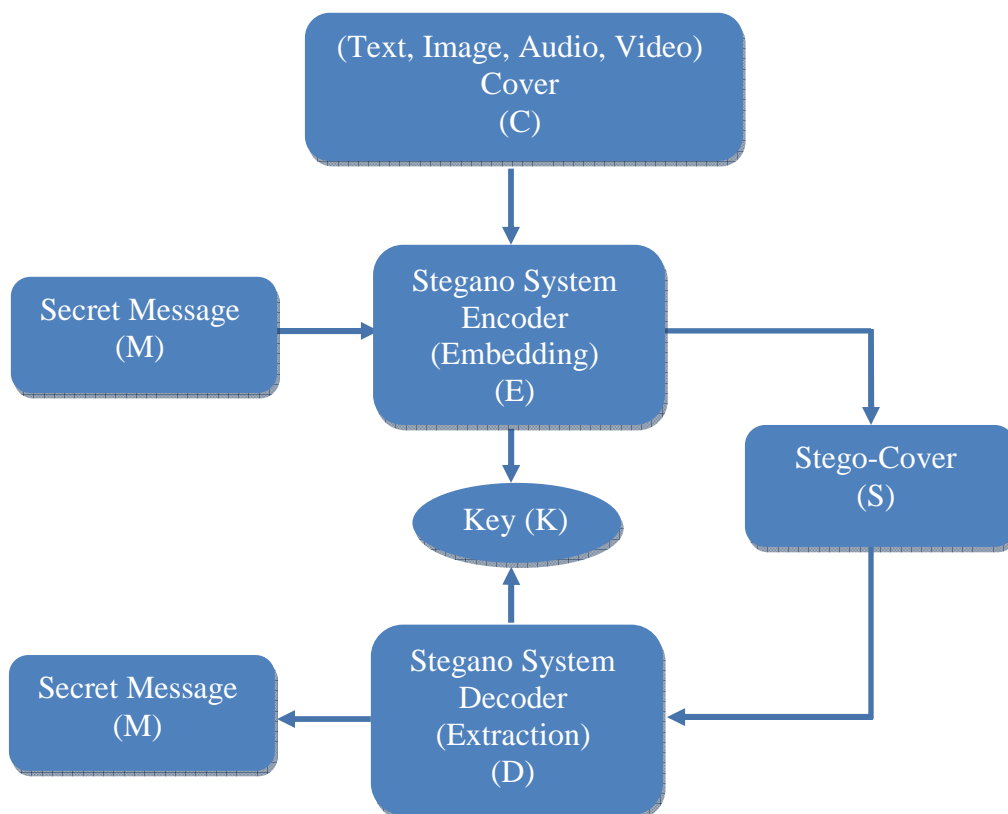 (Text, Image, Audio, Video)
Cover
(C)
Secret Message
(M)
Stegano System
Encoder
(Embedding)
(E)
Stego-Cover
(S)
Key (K)
Secret Message
(M)
Stegano System
Decoder
(Extraction)
(D)